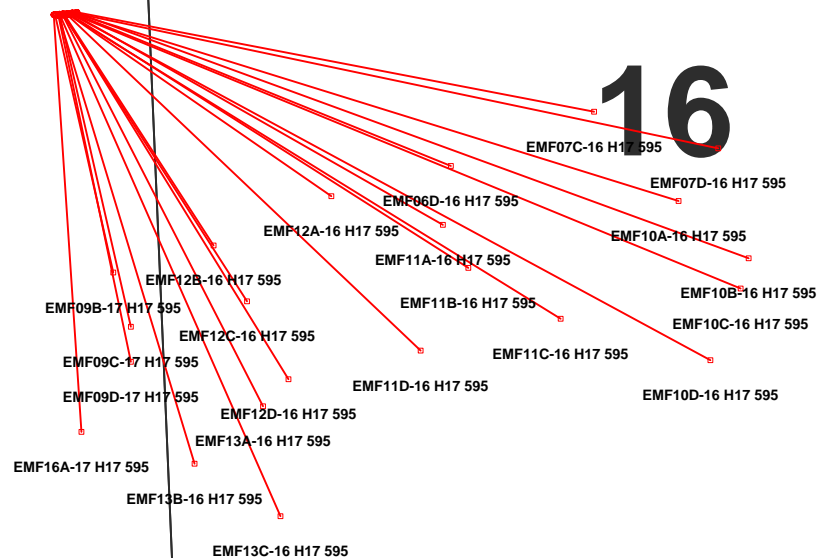 16
EMF07C-16 H17 595
EMF07D-16 H17 595
EMF06D-16 H17 595
EMF12A-16 H17 595
EMF10A-16 H17 595
EMF11A-16 H17 595
EMF12B-16 H17 595
EMF10B-16 H17 595
EMF11B-16 H17 595
EMF09B-17 H17 595
EMF10C-16 H17 595
EMF12C-16 H17 595
EMF11C-16 H17 595
EMF09C-17 H17 595
EMF11D-16 H17 595
EMF10D-16 H17 595
EMF09D-17 H17 595
EMF12D-16 H17 595
EMF13A-16 H17 595
EMF16A-17 H17 595
EMF13B-16 H17 595
EMF13C-16 H17 595